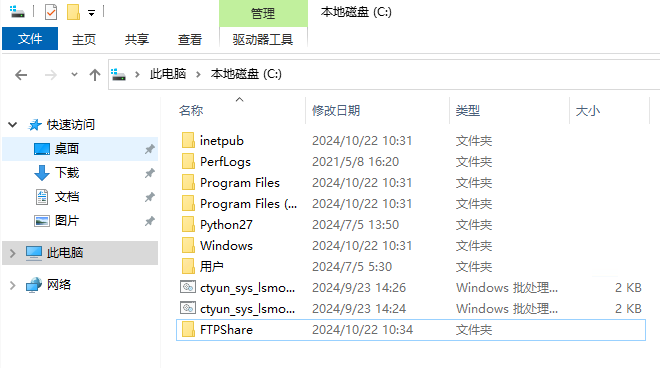 管理 本地磁盘 (C:)
文件 主页 共享 查看 驱动器工具
此电脑 本地磁盘 (C:)
名称 修改日期 类型 大小
快速访问
桌面
下载
文档
图片
此电脑
网络
inetpub 2024/10/22 10:31 文件夹
PerfLogs 2021/5/8 16:20 文件夹
Program Files 2024/10/22 10:31 文件夹
Program Files (... 2024/10/22 10:31 文件夹
Python27 2024/7/5 13:50 文件夹
Windows 2024/10/22 10:31 文件夹
用户 2024/7/5 5:30 文件夹
ctyun_sys_lsmo... 2024/9/23 14:26 Windows 批处理... 2 KB
ctyun_sys_lsmo... 2024/9/23 14:24 Windows 批处理... 2 KB
FTPShare 2024/10/22 10:34 文件夹